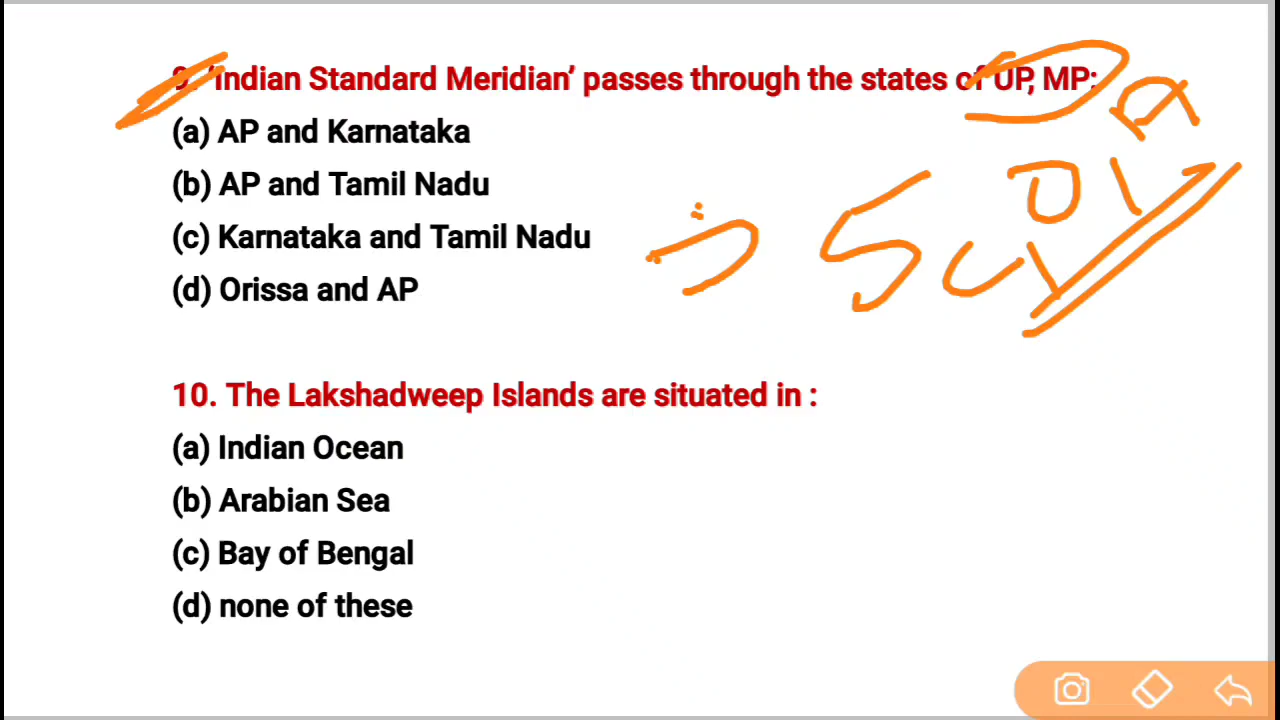 9. 'Indian Standard Meridian' passes through the states of UP, MP:
(a) AP and Karnataka
(b) AP and Tamil Nadu
(c) Karnataka and Tamil Nadu
(d) Orissa and AP
10. The Lakshadweep Islands are situated in :
(a) Indian Ocean
(b) Arabian Sea
(c) Bay of Bengal
(d) none of these